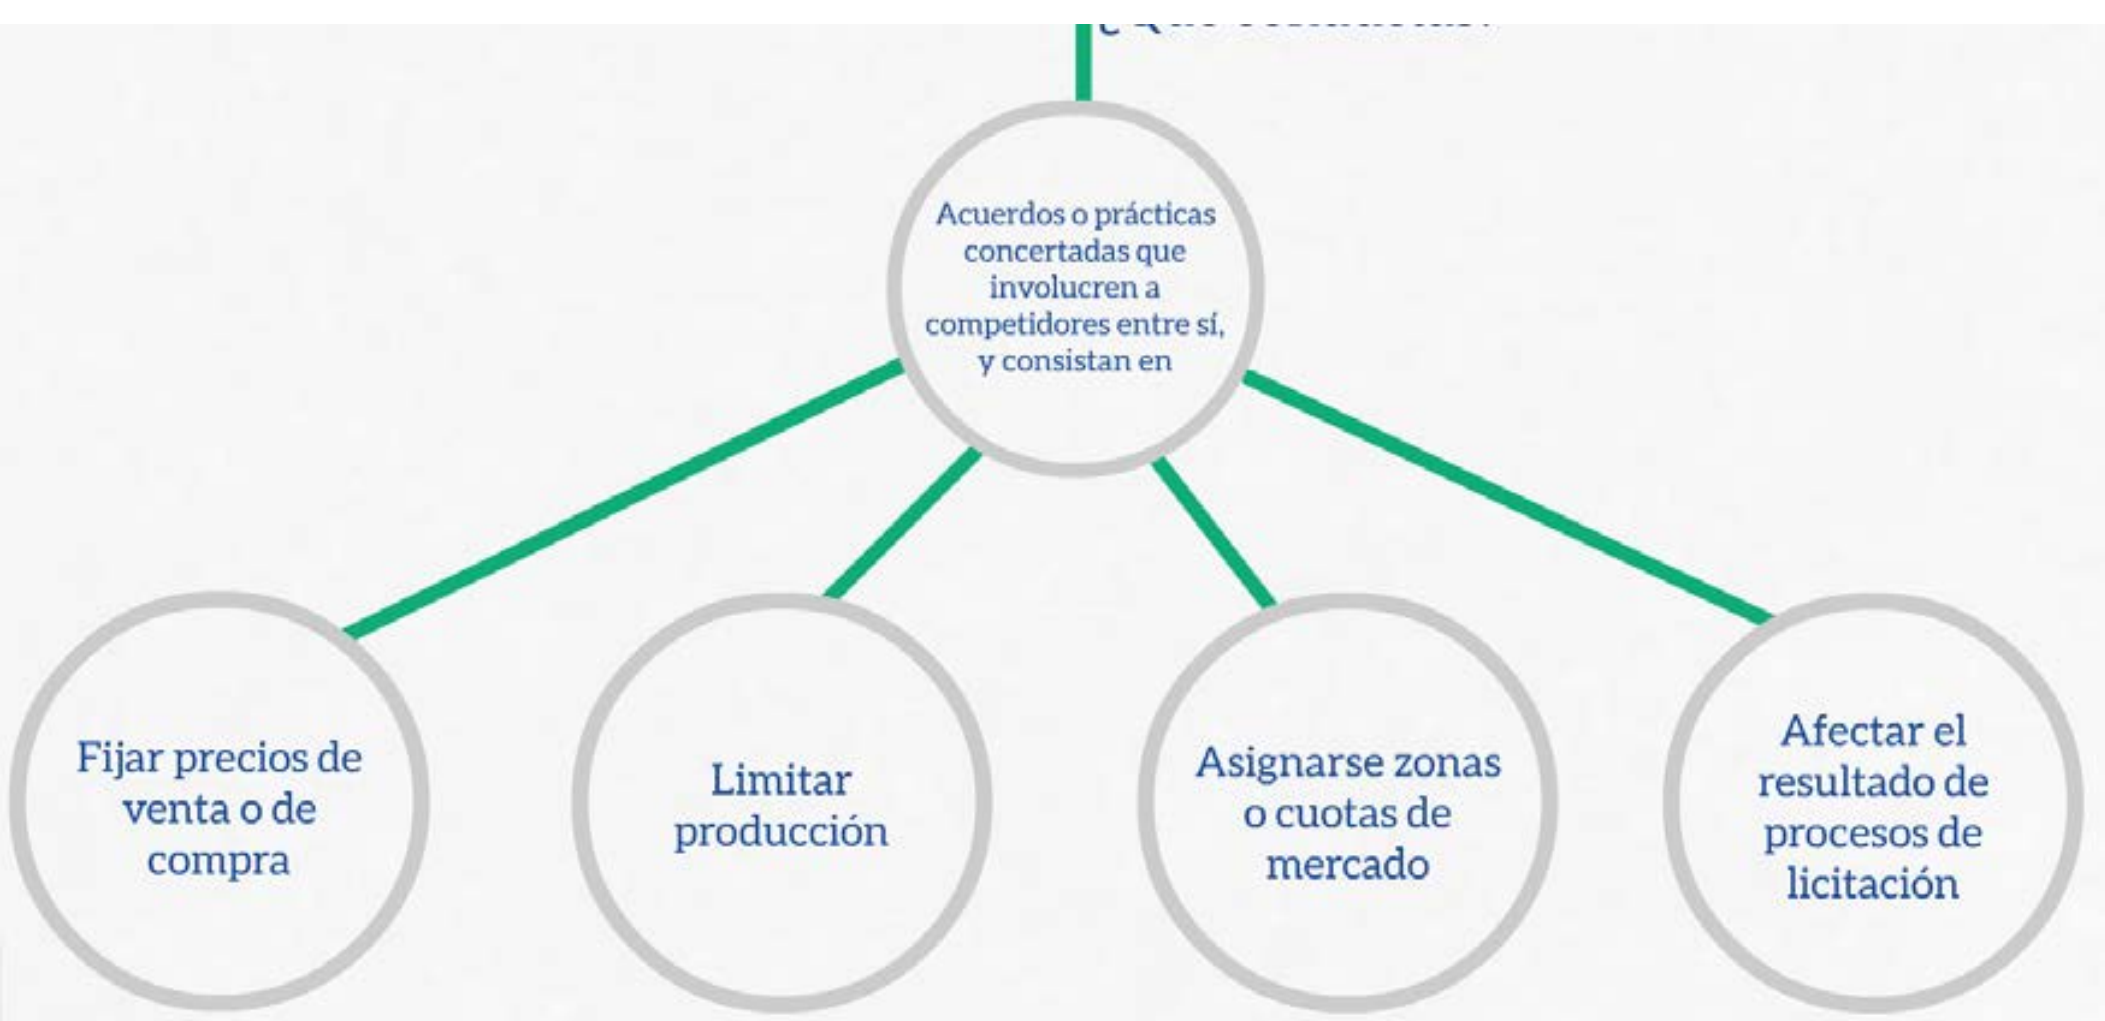 Acuerdos o prácticas
concertadas que
involucren a
competidores entre sí,
y consistan en
Fijar precios de
venta o de
compra
Limitar
producción
Asignarse zonas
o cuotas de
mercado
Afectar el
resultado de
procesos de
licitación